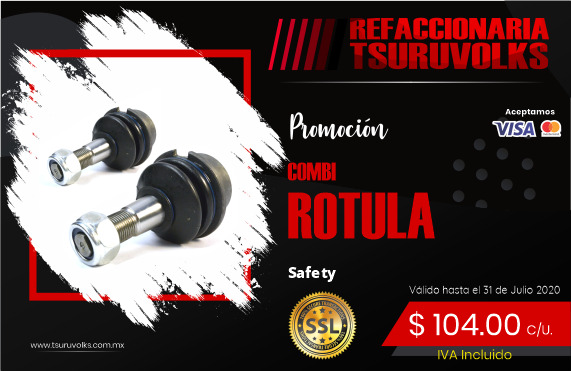 REFACCIONARIA
TSURUVOLKS
Aceptamos
VISA
Promoción
COMBI
ROTULA
Safety
SSL
Válido hasta el 31 de Julio 2020
$ 104.00 c/u.
IVA Incluido
www.tsuruvolks.com.mx